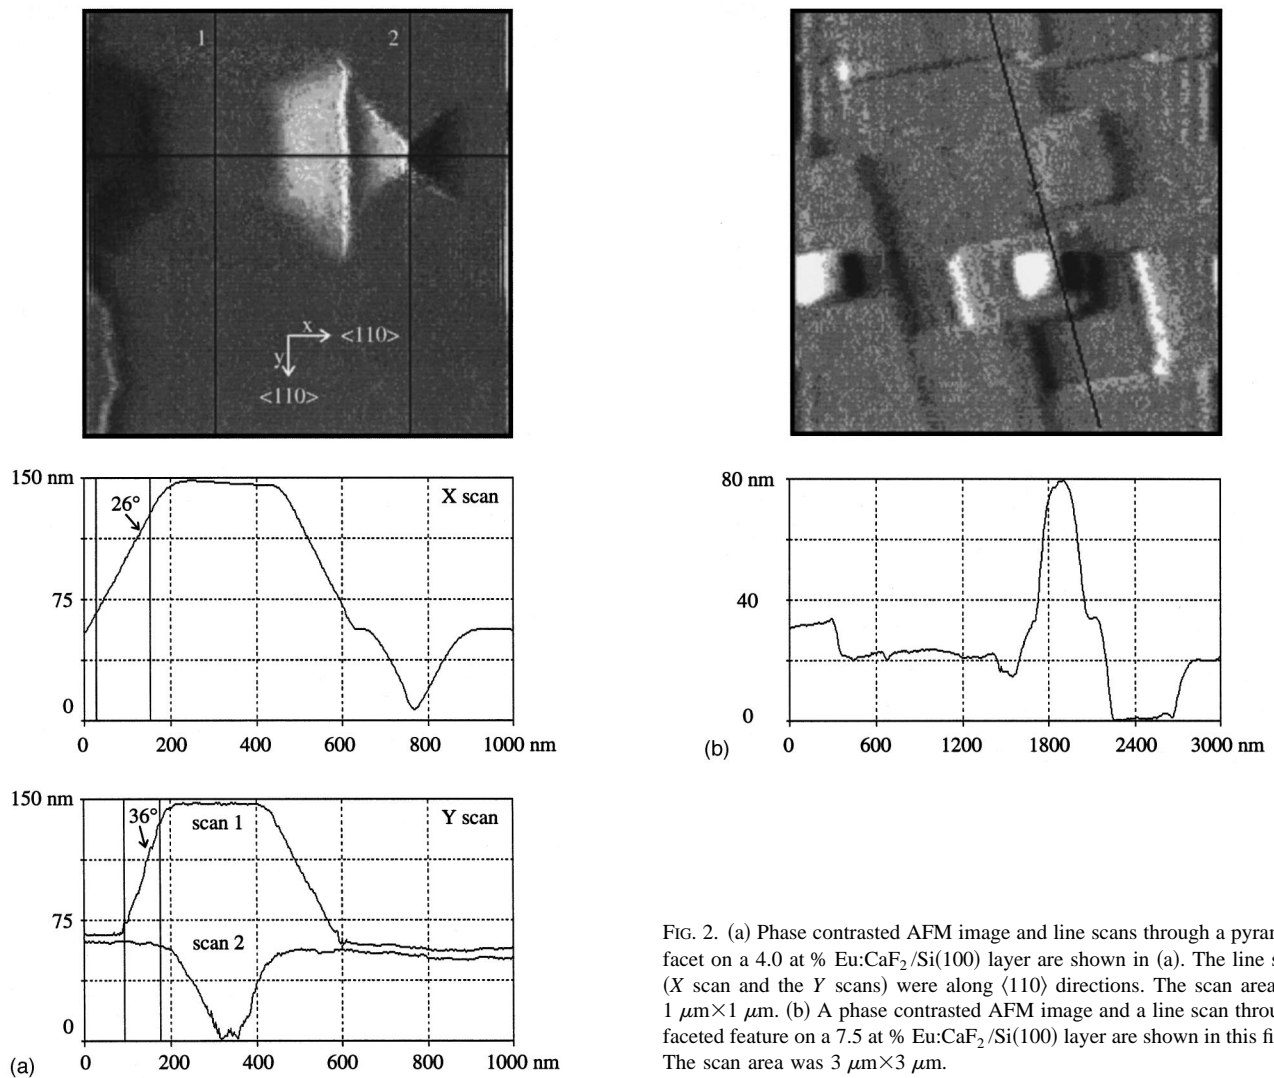 1 2
x <110>
y
<110>
150 nm
X scan
26°
75
0
0 200 400 600 800 1000 nm
150 nm
Y scan
36°
scan 1
75
scan 2
0
0 200 400 600 800 1000 nm
(a)
80 nm
40
0
0 600 1200 1800 2400 3000 nm
(b)
FIG. 2. (a) Phase contrasted AFM image and line scans through a pyram
facet on a 4.0 at % Eu:CaF₂/Si(100) layer are shown in (a). The line s
(X scan and the Y scans) were along ⟨110⟩ directions. The scan area
1 μm×1 μm. (b) A phase contrasted AFM image and a line scan throu
faceted feature on a 7.5 at % Eu:CaF₂/Si(100) layer are shown in this fi
The scan area was 3 μm×3 μm.